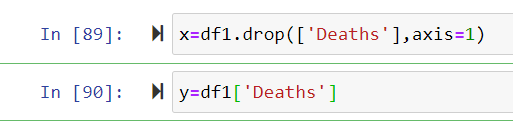 In [89]: x=df1.drop(['Deaths'],axis=1)
In [90]: y=df1['Deaths']